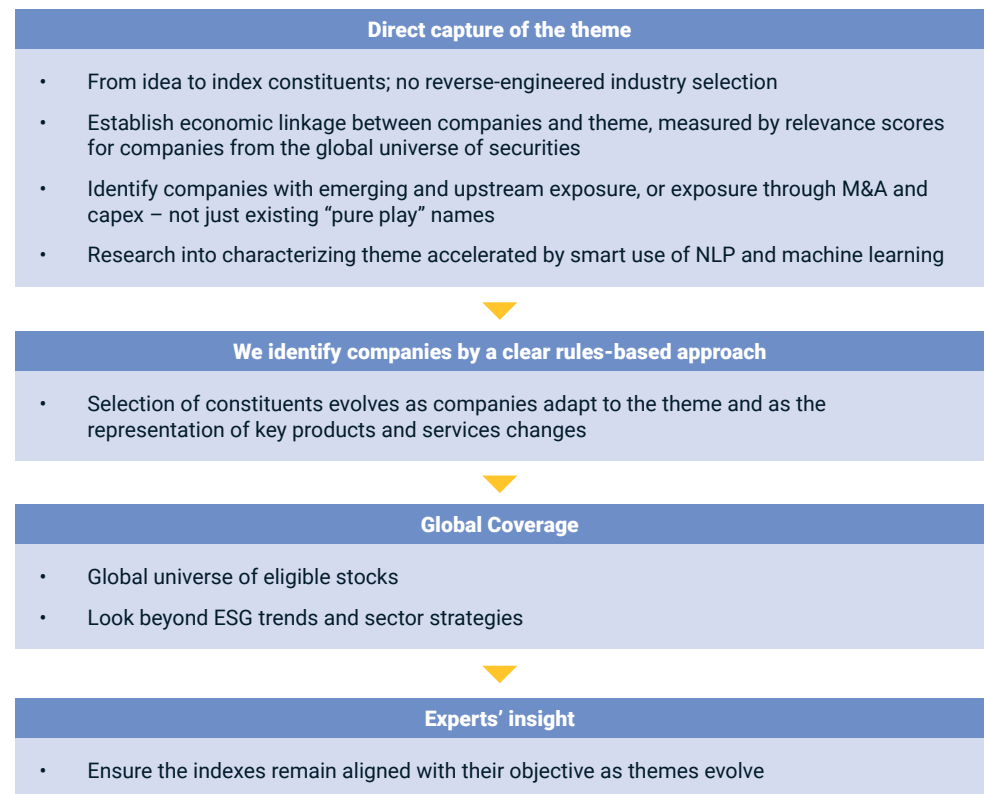 Direct capture of the theme
• From idea to index constituents; no reverse-engineered industry selection
• Establish economic linkage between companies and theme, measured by relevance scores
for companies from the global universe of securities
• Identify companies with emerging and upstream exposure, or exposure through M&A and
capex – not just existing “pure play” names
• Research into characterizing theme accelerated by smart use of NLP and machine learning
We identify companies by a clear rules-based approach
• Selection of constituents evolves as companies adapt to the theme and as the
representation of key products and services changes
Global Coverage
• Global universe of eligible stocks
• Look beyond ESG trends and sector strategies
Experts’ insight
• Ensure the indexes remain aligned with their objective as themes evolve